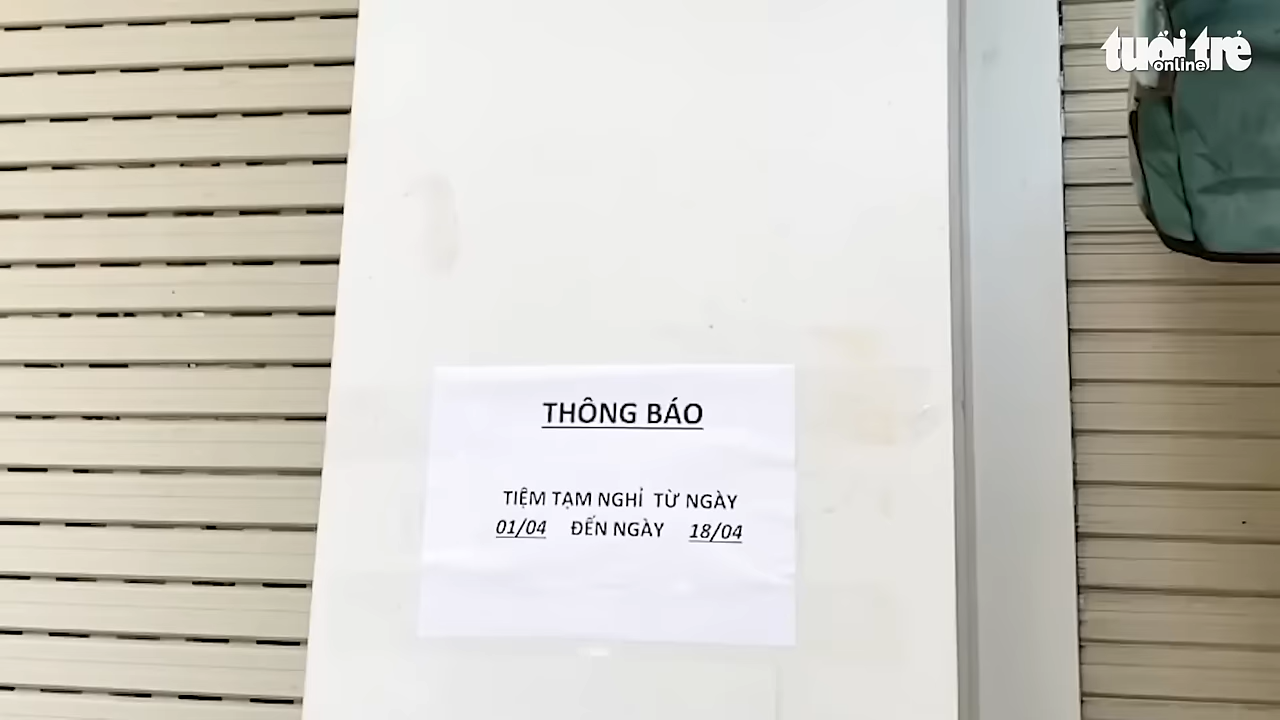 tuổi trẻ
online
THÔNG BÁO
TIỆM TẠM NGHỈ TỪ NGÀY
01/04 ĐẾN NGÀY 18/04